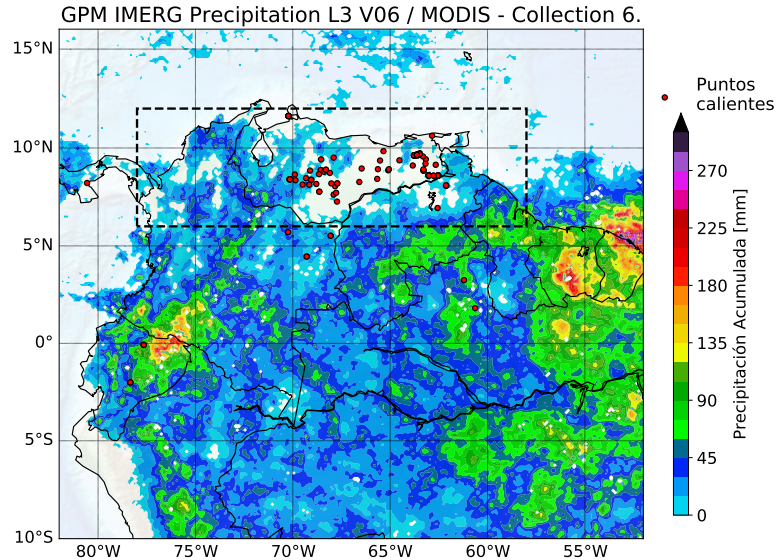 GPM IMERG Precipitation L3 V06 / MODIS - Collection 6.
15°N
10°N
5°N
0°
5°S
10°S
80°W
75°W
70°W
65°W
60°W
55°W
Puntos
calientes
270
225
180
135
90
45
0
Precipitación Acumulada [mm]